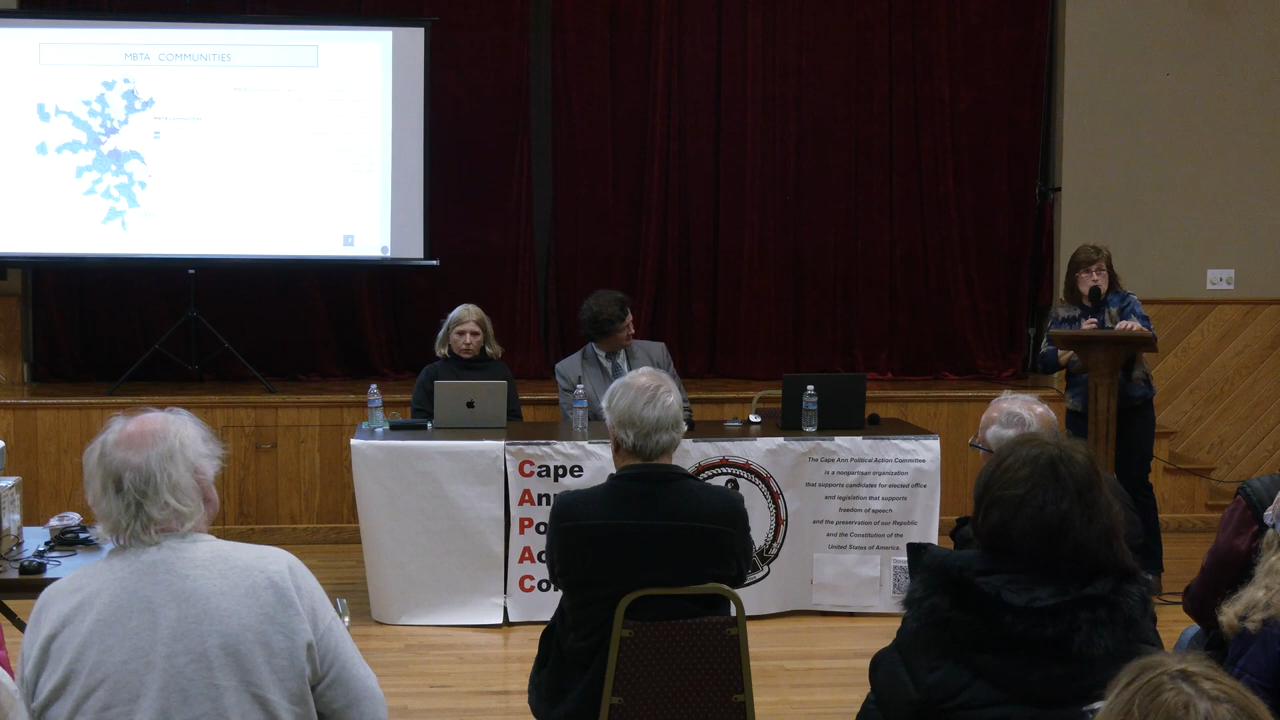 MBTA COMMUNITIES
MBTA Communities
Cape
Ann
Po
Ac
Co
The Cape Ann Political Action Committee
is a nonpartisan organization
that supports candidates for elected office
and legislation that supports
freedom of speech
and the preservation of our Republic
and the Constitution of the
United States of America.